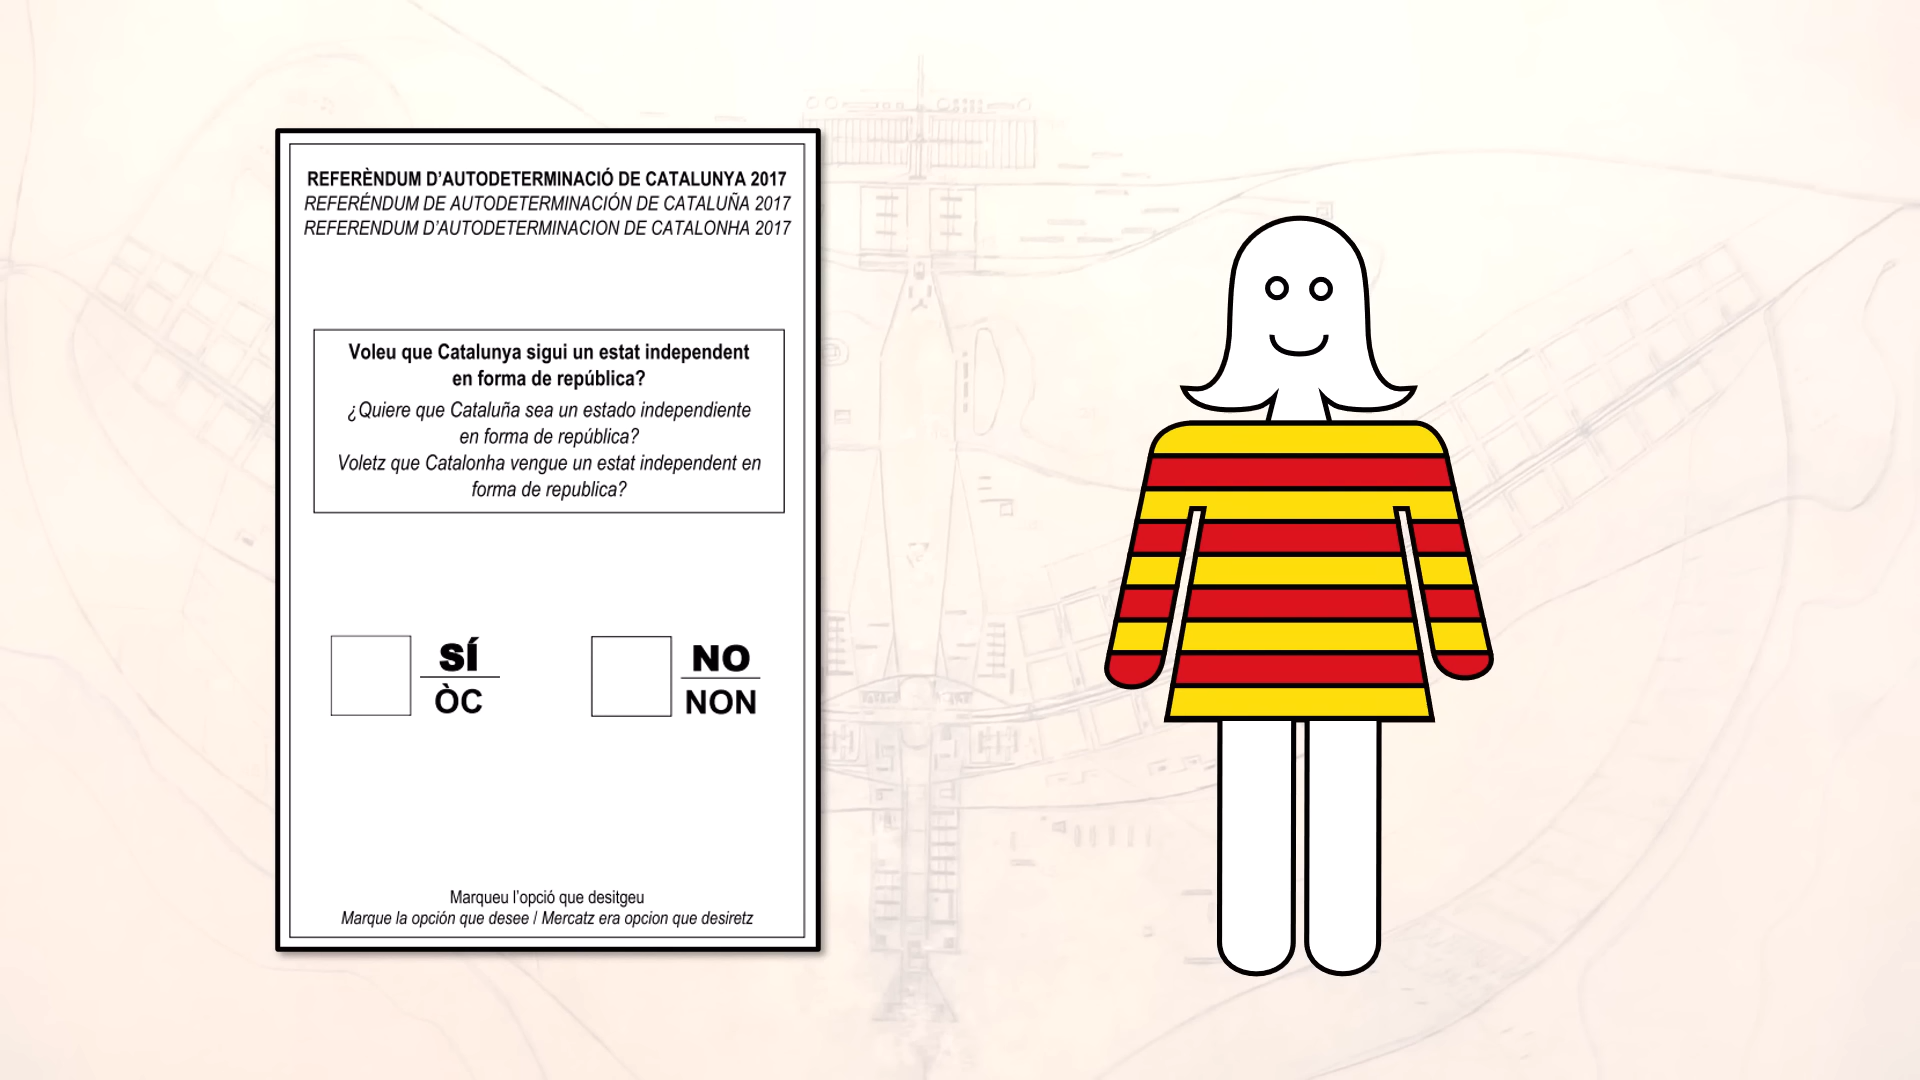 REFERÈNDUM D’AUTODETERMINACIÓ DE CATALUNYA 2017
REFERÉNDUM DE AUTODETERMINACIÓN DE CATALUÑA 2017
REFERENDUM D’AUTODETERMINACION DE CATALONHA 2017
Voleu que Catalunya sigui un estat independent
en forma de república?
¿Quiere que Cataluña sea un estado independiente
en forma de república?
Voletz que Catalonha vengue un estat independent en
forma de republica?
SÍ
ÒC
NO
NON
Marqueu l’opció que desitgeu
Marque la opción que desee / Mercatz era opcion que desiretz